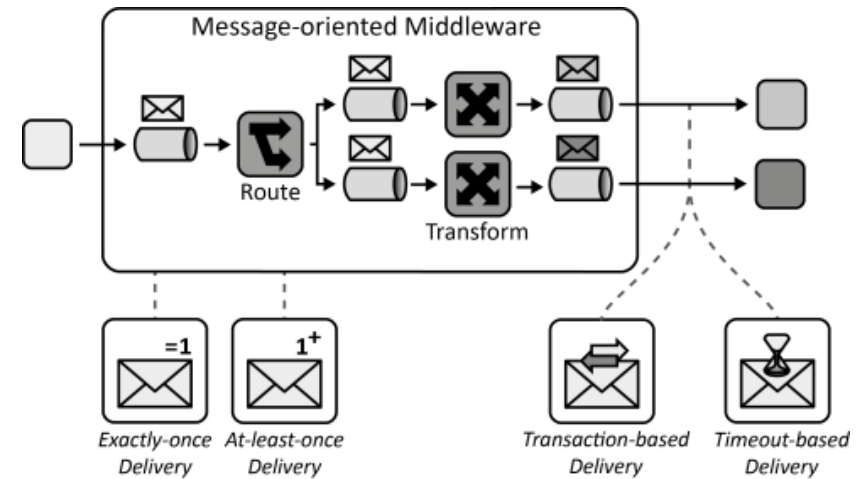 Message-oriented Middleware
Route
Transform
=1
1+
Exactly-once
Delivery
At-least-once
Delivery
Transaction-based
Delivery
Timeout-based
Delivery